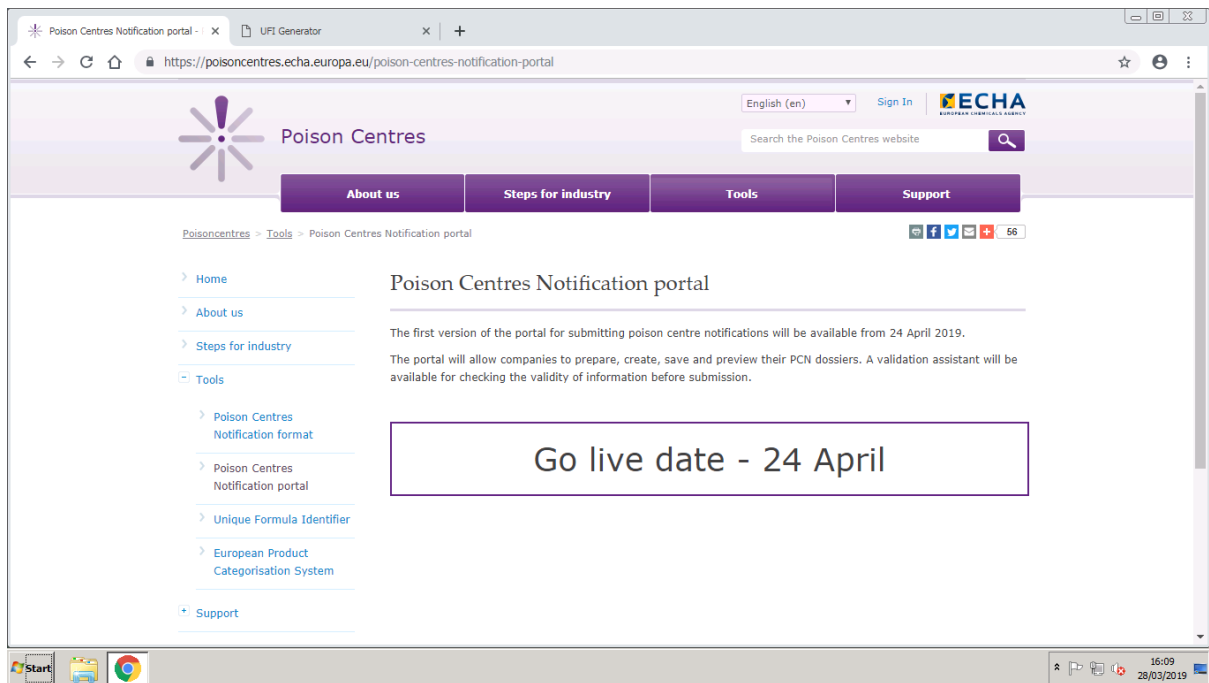 Poison Centres Notification portal -
UFI Generator
https://poisoncentres.echa.europa.eu/poison-centres-notification-portal
English (en)
Sign In
ECHA
EUROPEAN CHEMICALS AGENCY
Poison Centres
Search the Poison Centres website
About us
Steps for industry
Tools
Support
Poisoncentres > Tools > Poison Centres Notification portal
56
Home
About us
Steps for industry
Tools
Poison Centres
Notification format
Poison Centres
Notification portal
Unique Formula Identifier
European Product
Categorisation System
Support
Poison Centres Notification portal
The first version of the portal for submitting poison centre notifications will be available from 24 April 2019.
The portal will allow companies to prepare, create, save and preview their PCN dossiers. A validation assistant will be
available for checking the validity of information before submission.
Go live date - 24 April
Start
16:09
28/03/2019